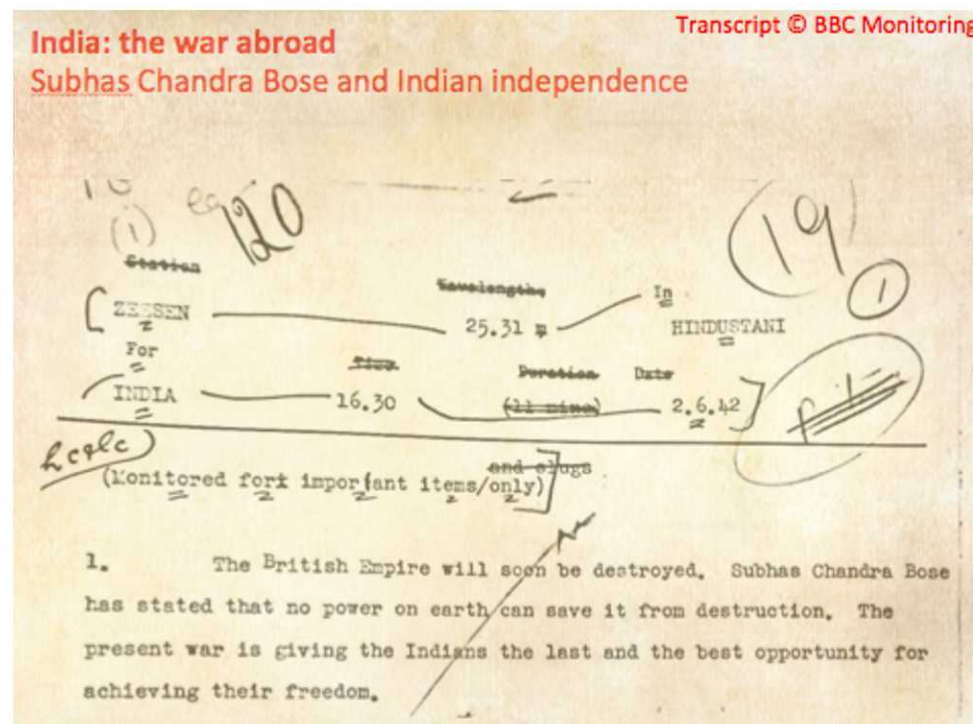 India: the war abroad
Transcript © BBC Monitoring
Subhas Chandra Bose and Indian independence
(1) 120 (19)
Station
Wavelengths In 1
ZEESEN 25.31 m HINDUSTANI
For
Time Duration Date
INDIA 16.30 (11 mins) 2.6.42
and slugs
(Monitored for important items/only)
1. The British Empire will soon be destroyed. Subhas Chandra Bose
has stated that no power on earth can save it from destruction. The
present war is giving the Indians the last and the best opportunity for
achieving their freedom.